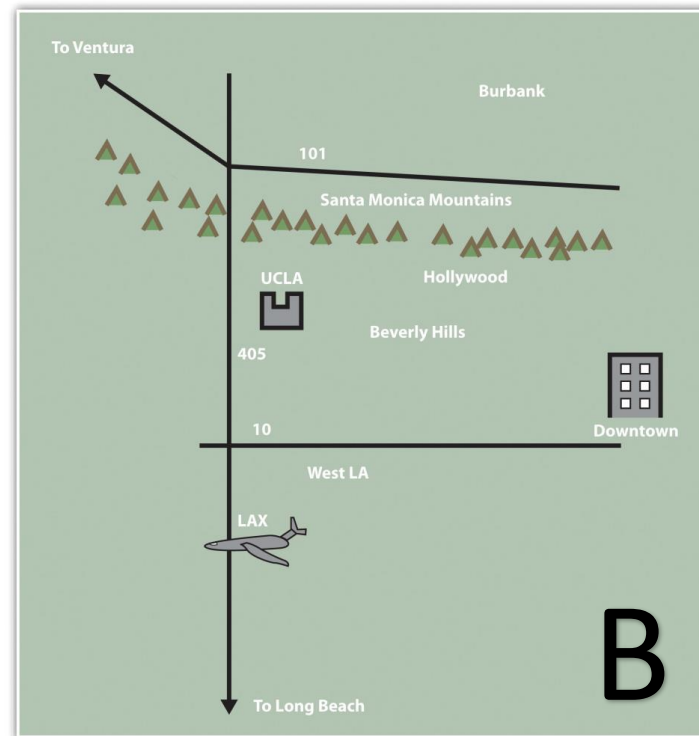 To Ventura
Burbank
101
Santa Monica Mountains
UCLA
Hollywood
Beverly Hills
405
10
Downtown
West LA
LAX
B
To Long Beach